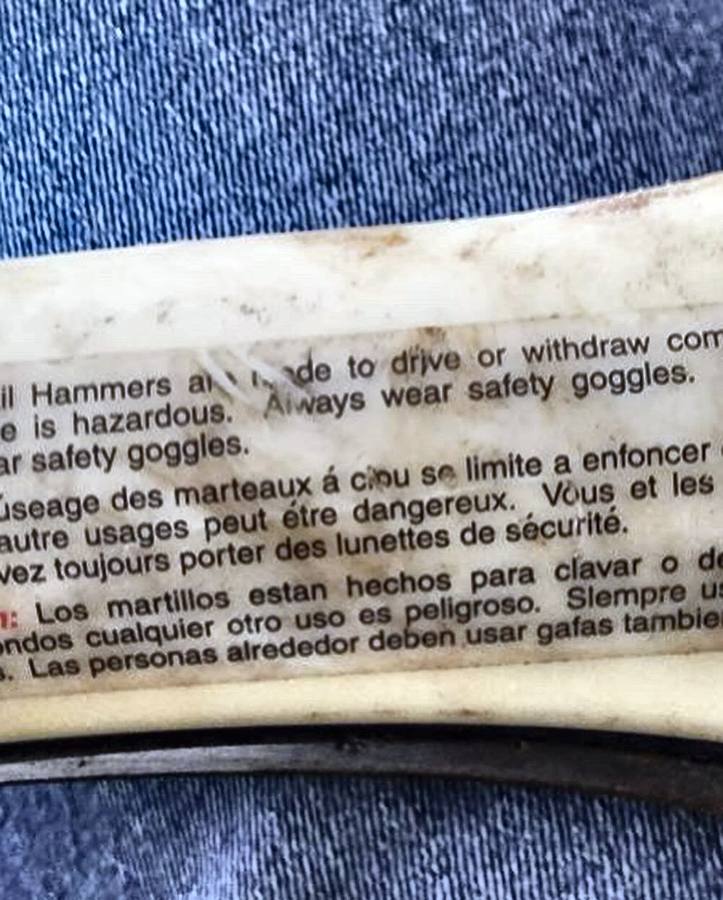 il Hammers are made to drive or withdraw com
e is hazardous. Always wear safety goggles.
ar safety goggles.
useage des marteaux á clou se limite a enfoncer
autre usages peut étre dangereux. Vous et les
vez toujours porter des lunettes de sécurité.
n: Los martillos estan hechos para clavar o de
ondos cualquier otro uso es peligroso. SIempre u
s. Las personas alrededor deben usar gafas tambie